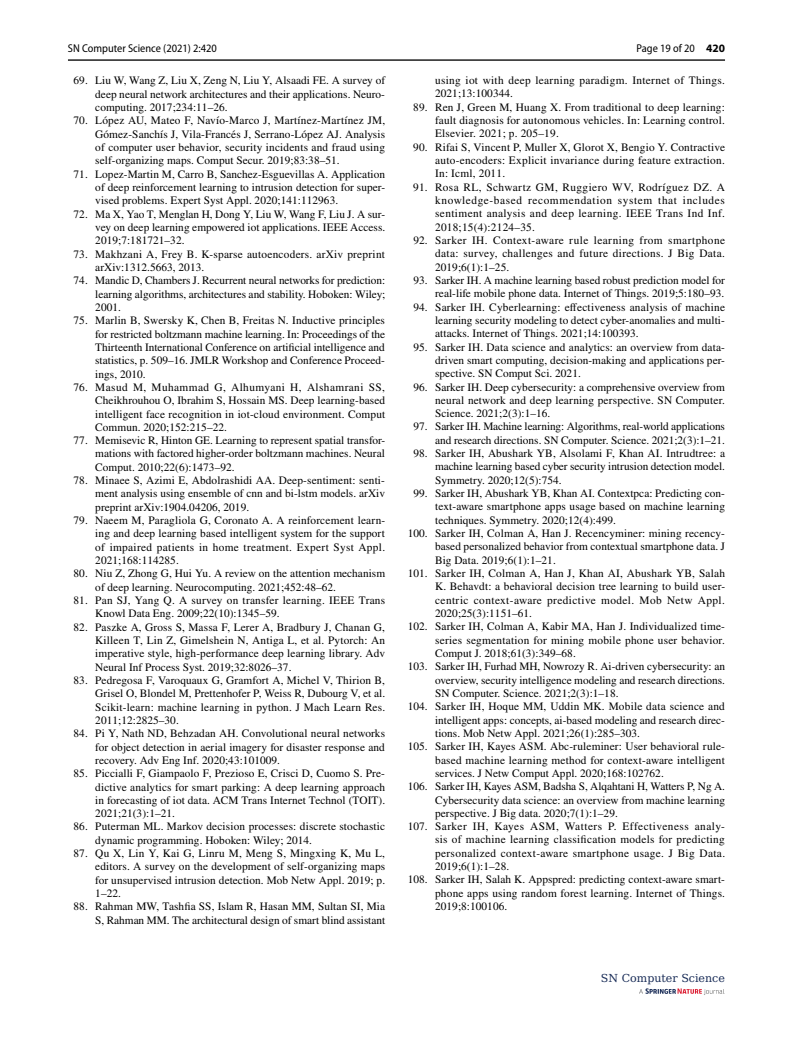 SN Computer Science (2021) 2:420
Page 19 of 20 420
69. Liu W, Wang Z, Liu X, Zeng N, Liu Y, Alsaadi FE. A survey of
deep neural network architectures and their applications. Neuro-
computing. 2017;234:11–26.
70. López AU, Mateo F, Navío-Marco J, Martínez-Martínez JM,
Gómez-Sanchís J, Vila-Francés J, Serrano-López AJ. Analysis
of computer user behavior, security incidents and fraud using
self-organizing maps. Comput Secur. 2019;83:38–51.
71. Lopez-Martin M, Carro B, Sanchez-Esguevillas A. Application
of deep reinforcement learning to intrusion detection for super-
vised problems. Expert Syst Appl. 2020;141:112963.
72. Ma X, Yao T, Menglan H, Dong Y, Liu W, Wang F, Liu J. A sur-
vey on deep learning empowered iot applications. IEEE Access.
2019;7:181721–32.
73. Makhzani A, Frey B. K-sparse autoencoders. arXiv preprint
arXiv:1312.5663, 2013.
74. Mandic D, Chambers J. Recurrent neural networks for prediction:
learning algorithms, architectures and stability. Hoboken: Wiley;
2001.
75. Marlin B, Swersky K, Chen B, Freitas N. Inductive principles
for restricted boltzmann machine learning. In: Proceedings of the
Thirteenth International Conference on artificial intelligence and
statistics, p. 509–16. JMLR Workshop and Conference Proceed-
ings, 2010.
76. Masud M, Muhammad G, Alhumyani H, Alshamrani SS,
Cheikhrouhou O, Ibrahim S, Hossain MS. Deep learning-based
intelligent face recognition in iot-cloud environment. Comput
Commun. 2020;152:215–22.
77. Memisevic R, Hinton GE. Learning to represent spatial transfor-
mations with factored higher-order boltzmann machines. Neural
Comput. 2010;22(6):1473–92.
78. Minaee S, Azimi E, Abdolrashidi AA. Deep-sentiment: senti-
ment analysis using ensemble of cnn and bi-lstm models. arXiv
preprint arXiv:1904.04206, 2019.
79. Naeem M, Paragliola G, Coronato A. A reinforcement learn-
ing and deep learning based intelligent system for the support
of impaired patients in home treatment. Expert Syst Appl.
2021;168:114285.
80. Niu Z, Zhong G, Hui Yu. A review on the attention mechanism
of deep learning. Neurocomputing. 2021;452:48–62.
81. Pan SJ, Yang Q. A survey on transfer learning. IEEE Trans
Knowl Data Eng. 2009;22(10):1345–59.
82. Paszke A, Gross S, Massa F, Lerer A, Bradbury J, Chanan G,
Killeen T, Lin Z, Gimelshein N, Antiga L, et al. Pytorch: An
imperative style, high-performance deep learning library. Adv
Neural Inf Process Syst. 2019;32:8026–37.
83. Pedregosa F, Varoquaux G, Gramfort A, Michel V, Thirion B,
Grisel O, Blondel M, Prettenhofer P, Weiss R, Dubourg V, et al.
Scikit-learn: machine learning in python. J Mach Learn Res.
2011;12:2825–30.
84. Pi Y, Nath ND, Behzadan AH. Convolutional neural networks
for object detection in aerial imagery for disaster response and
recovery. Adv Eng Inf. 2020;43:101009.
85. Piccialli F, Giampaolo F, Prezioso E, Crisci D, Cuomo S. Pre-
dictive analytics for smart parking: A deep learning approach
in forecasting of iot data. ACM Trans Internet Technol (TOIT).
2021;21(3):1–21.
86. Puterman ML. Markov decision processes: discrete stochastic
dynamic programming. Hoboken: Wiley; 2014.
87. Qu X, Lin Y, Kai G, Linru M, Meng S, Mingxing K, Mu L,
editors. A survey on the development of self-organizing maps
for unsupervised intrusion detection. Mob Netw Appl. 2019; p.
1–22.
88. Rahman MW, Tashfia SS, Islam R, Hasan MM, Sultan SI, Mia
S, Rahman MM. The architectural design of smart blind assistant
using iot with deep learning paradigm. Internet of Things.
2021;13:100344.
89. Ren J, Green M, Huang X. From traditional to deep learning:
fault diagnosis for autonomous vehicles. In: Learning control.
Elsevier. 2021; p. 205–19.
90. Rifai S, Vincent P, Muller X, Glorot X, Bengio Y. Contractive
auto-encoders: Explicit invariance during feature extraction.
In: Icml, 2011.
91. Rosa RL, Schwartz GM, Ruggiero WV, Rodríguez DZ. A
knowledge-based recommendation system that includes
sentiment analysis and deep learning. IEEE Trans Ind Inf.
2018;15(4):2124–35.
92. Sarker IH. Context-aware rule learning from smartphone
data: survey, challenges and future directions. J Big Data.
2019;6(1):1–25.
93. Sarker IH. A machine learning based robust prediction model for
real-life mobile phone data. Internet of Things. 2019;5:180–93.
94. Sarker IH. Cyberlearning: effectiveness analysis of machine
learning security modeling to detect cyber-anomalies and multi-
attacks. Internet of Things. 2021;14:100393.
95. Sarker IH. Data science and analytics: an overview from data-
driven smart computing, decision-making and applications per-
spective. SN Comput Sci. 2021.
96. Sarker IH. Deep cybersecurity: a comprehensive overview from
neural network and deep learning perspective. SN Computer.
Science. 2021;2(3):1–16.
97. Sarker IH. Machine learning: Algorithms, real-world applications
and research directions. SN Computer. Science. 2021;2(3):1–21.
98. Sarker IH, Abushark YB, Alsolami F, Khan AI. Intrudtree: a
machine learning based cyber security intrusion detection model.
Symmetry. 2020;12(5):754.
99. Sarker IH, Abushark YB, Khan AI. Contextpca: Predicting con-
text-aware smartphone apps usage based on machine learning
techniques. Symmetry. 2020;12(4):499.
100. Sarker IH, Colman A, Han J. Recencyminer: mining recency-
based personalized behavior from contextual smartphone data. J
Big Data. 2019;6(1):1–21.
101. Sarker IH, Colman A, Han J, Khan AI, Abushark YB, Salah
K. Behavdt: a behavioral decision tree learning to build user-
centric context-aware predictive model. Mob Netw Appl.
2020;25(3):1151–61.
102. Sarker IH, Colman A, Kabir MA, Han J. Individualized time-
series segmentation for mining mobile phone user behavior.
Comput J. 2018;61(3):349–68.
103. Sarker IH, Furhad MH, Nowrozy R. Ai-driven cybersecurity: an
overview, security intelligence modeling and research directions.
SN Computer. Science. 2021;2(3):1–18.
104. Sarker IH, Hoque MM, Uddin MK. Mobile data science and
intelligent apps: concepts, ai-based modeling and research direc-
tions. Mob Netw Appl. 2021;26(1):285–303.
105. Sarker IH, Kayes ASM. Abc-ruleminer: User behavioral rule-
based machine learning method for context-aware intelligent
services. J Netw Comput Appl. 2020;168:102762.
106. Sarker IH, Kayes ASM, Badsha S, Alqahtani H, Watters P, Ng A.
Cybersecurity data science: an overview from machine learning
perspective. J Big data. 2020;7(1):1–29.
107. Sarker IH, Kayes ASM, Watters P. Effectiveness analy-
sis of machine learning classification models for predicting
personalized context-aware smartphone usage. J Big Data.
2019;6(1):1–28.
108. Sarker IH, Salah K. Appspred: predicting context-aware smart-
phone apps using random forest learning. Internet of Things.
2019;8:100106.
SN Computer Science
A SPRINGER NATURE journal